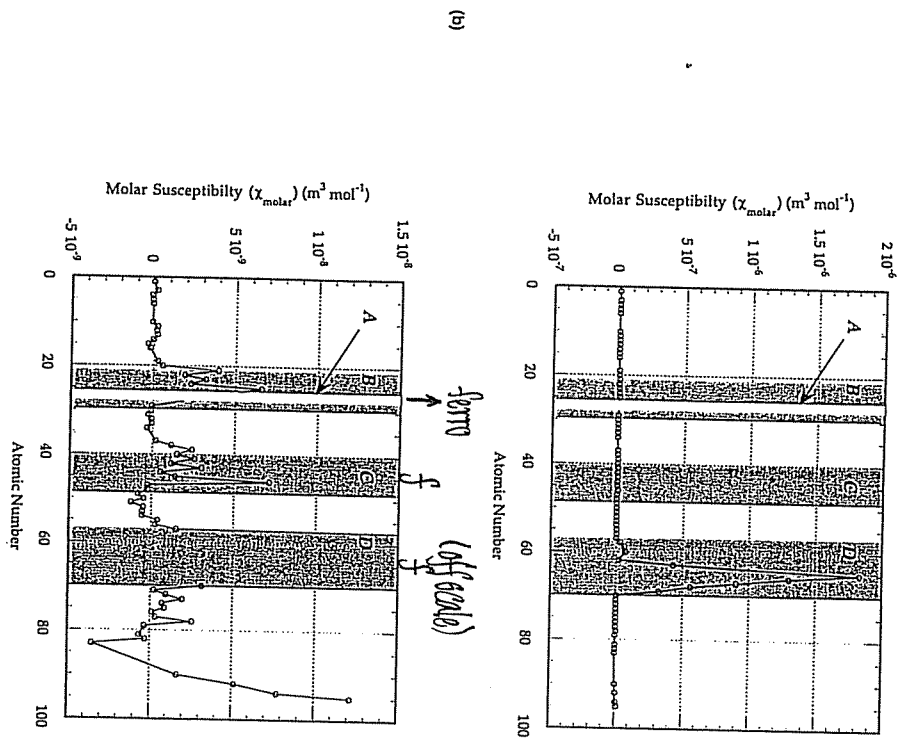 (b)
Molar Susceptibilty (χ_molar) (m³ mol⁻¹)
2 10⁻⁶
1.5 10⁻⁶
1 10⁻⁶
5 10⁻⁷
0
-5 10⁻⁷
A
B
C
D
0
20
40
60
80
100
Atomic Number
ferro
f
f
(off scale)
Molar Susceptibilty (χ_molar) (m³ mol⁻¹)
1.5 10⁻⁸
1 10⁻⁸
5 10⁻⁹
0
-5 10⁻⁹
A
B
C
D
0
20
40
60
80
100
Atomic Number